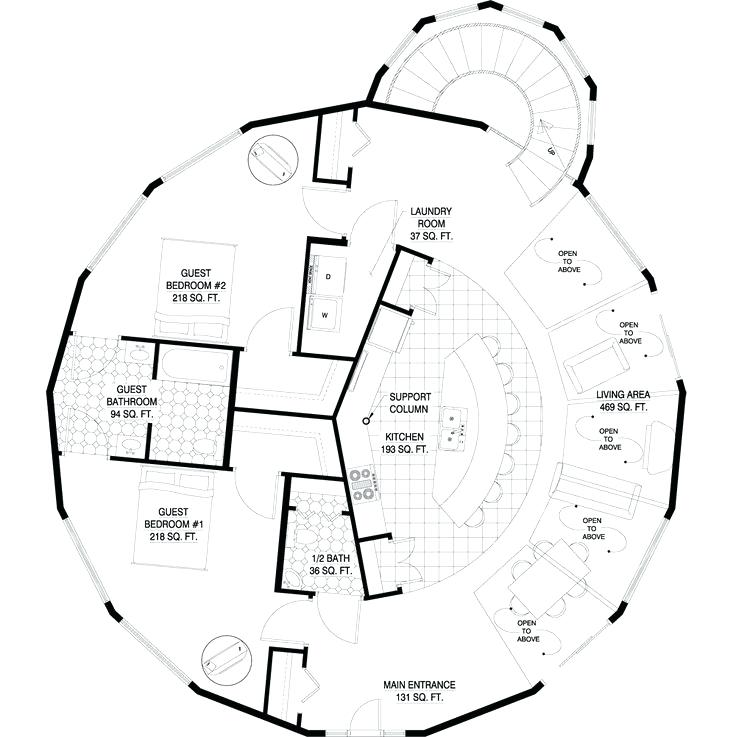 UP
LAUNDRY
ROOM
37 SQ. FT.
OPEN
TO
ABOVE
GUEST
BEDROOM #2
218 SQ. FT.
D
W
OPEN
TO
ABOVE
GUEST
BATHROOM
94 SQ. FT.
SUPPORT
COLUMN
LIVING AREA
469 SQ. FT.
KITCHEN
193 SQ. FT.
OPEN
TO
ABOVE
GUEST
BEDROOM #1
218 SQ. FT.
OPEN
TO
ABOVE
1/2 BATH
36 SQ. FT.
OPEN
TO
ABOVE
MAIN ENTRANCE
131 SQ. FT.